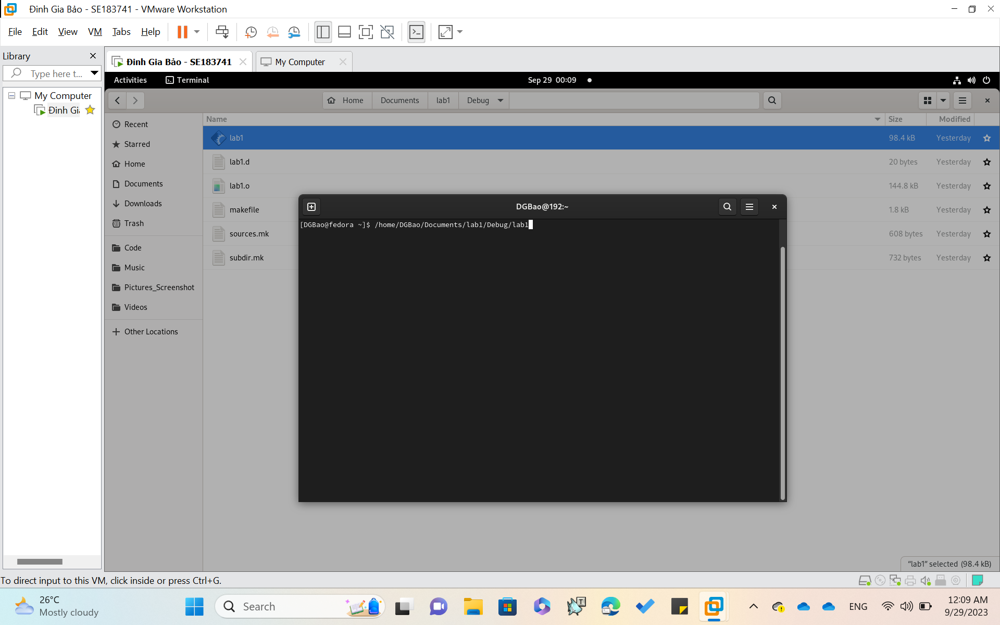 Đinh Gia Bảo - SE183741 - VMware Workstation
File Edit View VM Tabs Help
Library
Type here t...
My Computer
Đinh Gi
Đinh Gia Bảo - SE183741
My Computer
Activities
Terminal
Sep 29 00:09
Home
Documents
lab1
Debug
Name
Size
Modified
Recent
Starred
Home
Documents
Downloads
Trash
Code
Music
Pictures_Screenshot
Videos
Other Locations
lab1 98.4 kB Yesterday
lab1.d 20 bytes Yesterday
lab1.o 144.8 kB Yesterday
makefile 1.8 kB Yesterday
sources.mk 608 bytes Yesterday
subdir.mk 732 bytes Yesterday
DGBao@192:~
[DGBao@fedora ~]$ /home/DGBao/Documents/lab1/Debug/lab1
“lab1” selected (98.4 kB)
To direct input to this VM, click inside or press Ctrl+G.
26°C
Mostly cloudy
Search
T
ENG
12:09 AM
9/29/2023